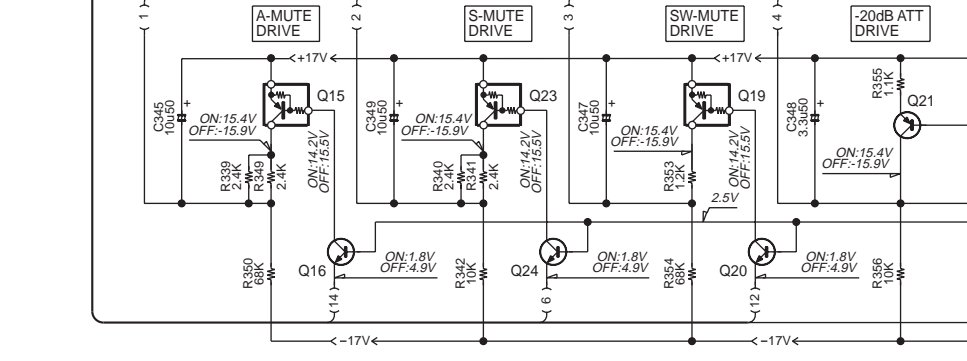 1
2
3
4
A-MUTE
DRIVE
S-MUTE
DRIVE
SW-MUTE
DRIVE
-20dB ATT
DRIVE
+17V
+17V
C345
10u50
+
Q15
ON:15.4V
OFF:-15.9V
R339
2.4K
R349
2.4K
ON:14.2V
OFF:15.5V
C349
10u50
+
Q23
ON:15.4V
OFF:-15.9V
R340
2.4K
R341
2.4K
ON:14.2V
OFF:15.5V
C347
10u50
+
Q19
ON:15.4V
OFF:-15.9V
R353
1.2K
ON:14.2V
OFF:15.5V
C348
3.3u50
+
R355
1.1K
Q21
ON:15.4V
OFF:-15.9V
2.5V
R350
68K
Q16
ON:1.8V
OFF:4.9V
14
R342
10K
Q24
ON:1.8V
OFF:4.9V
6
R354
68K
Q20
ON:1.8V
OFF:4.9V
12
R356
10K
−17V
−17V